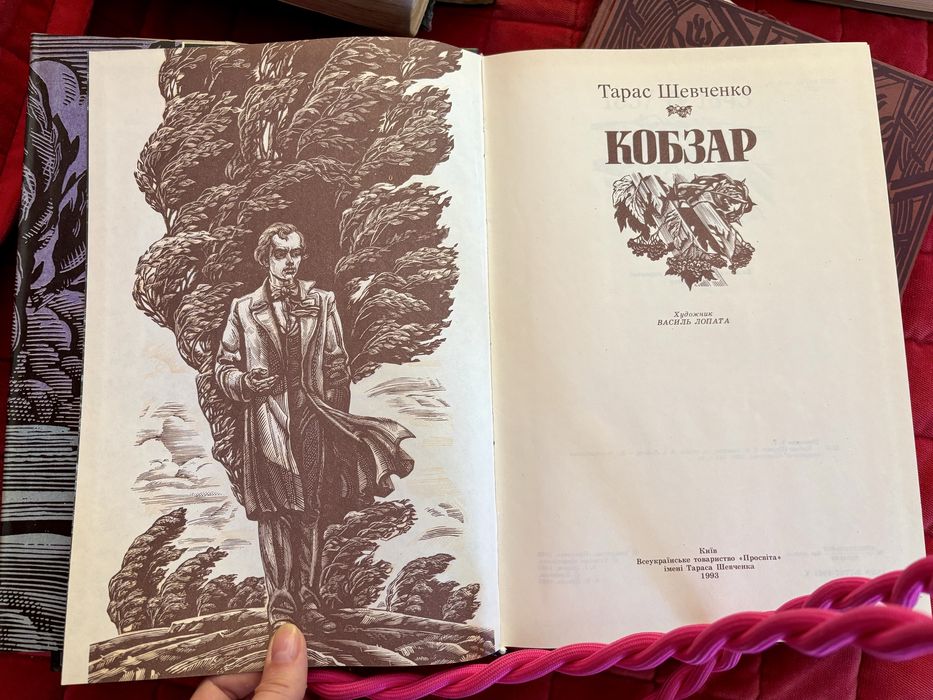 Тарас Шевченко
КОБЗАР
Художник
ВАСИЛЬ ЛОПАТА
Київ
Всеукраїнське товариство «Просвіта»
імені Тараса Шевченка
1993